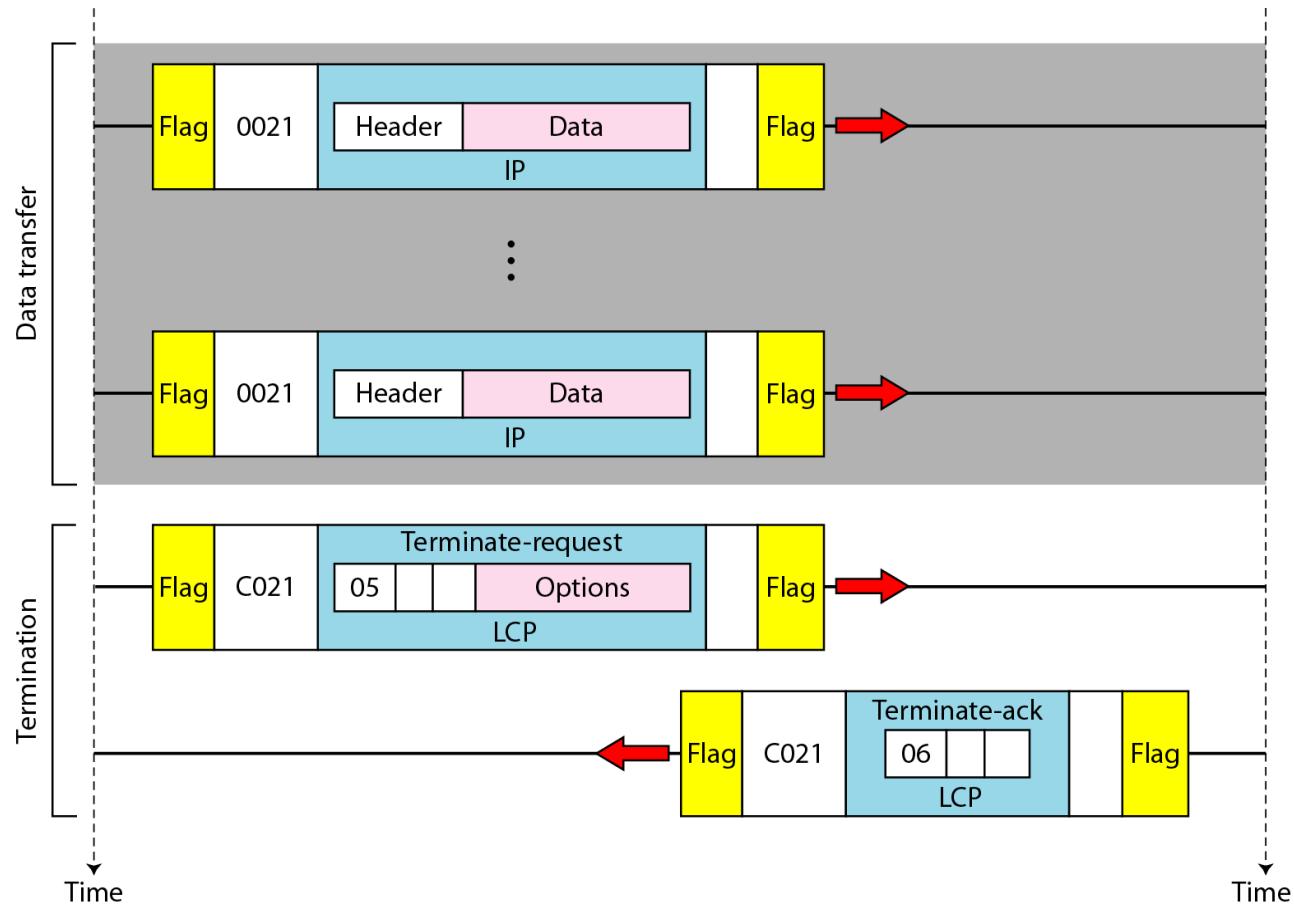 Data transfer
Flag 0021 Header Data Flag
IP
Flag 0021 Header Data Flag
IP
Termination
Terminate-request
Flag C021 05 Options Flag
LCP
Terminate-ack
Flag C021 06 Flag
LCP
Time Time